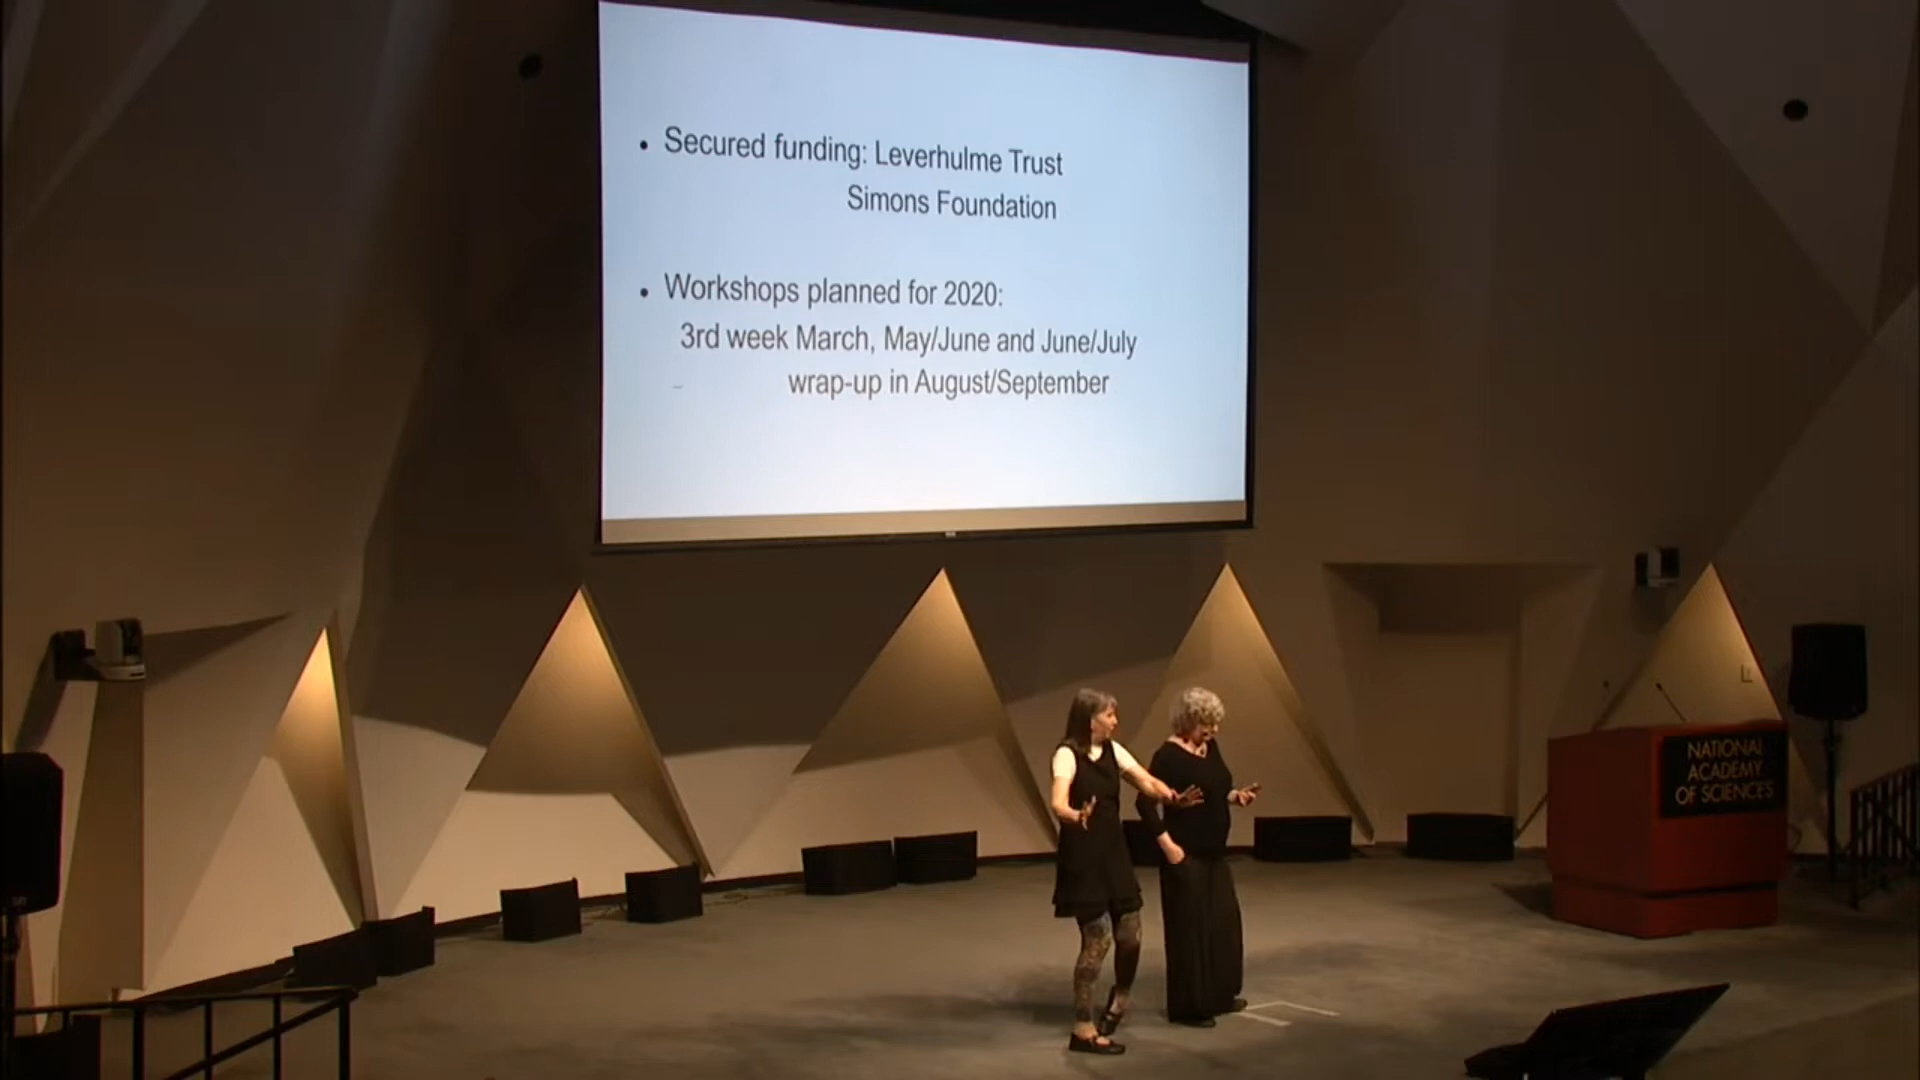 • Secured funding: Leverhulme Trust
Simons Foundation
• Workshops planned for 2020:
3rd week March, May/June and June/July
– wrap-up in August/September
NATIONAL
ACADEMY
OF SCIENCES